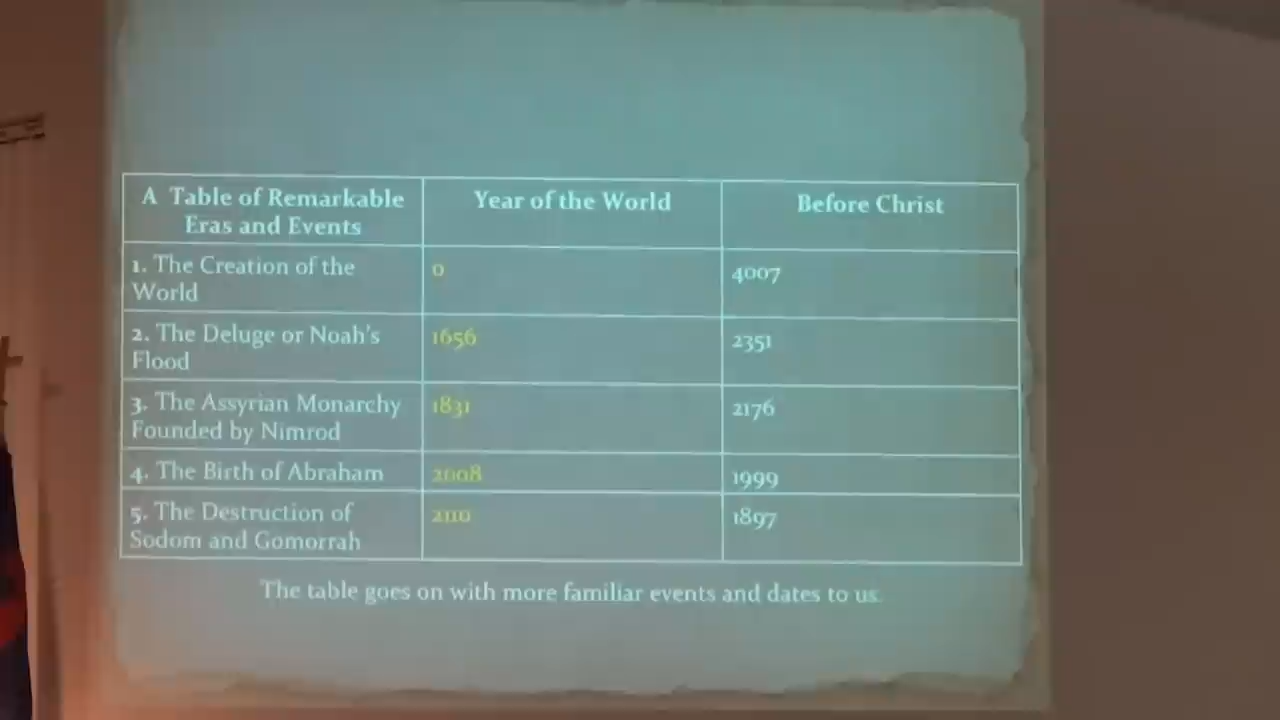 A Table of Remarkable
Eras and Events
Year of the World
Before Christ
1. The Creation of the
World
0
4007
2. The Deluge or Noah's
Flood
1656
2351
3. The Assyrian Monarchy
Founded by Nimrod
1831
2176
4. The Birth of Abraham
2008
1999
5. The Destruction of
Sodom and Gomorrah
2110
1897
The table goes on with more familiar events and dates to us.